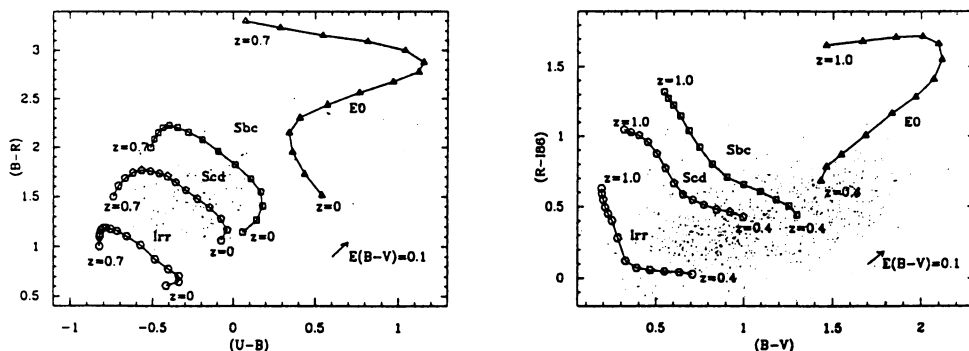 3
2.5
2
1.5
1
0.5
(B-R)
-1
-0.5
0
0.5
1
(U-B)
z=0.7
E0
z=0
Sbc
z=0.7
z=0
Scd
z=0.7
z=0
Irr
z=0.7
z=0
E(B-V)=0.1
1.5
1
0.5
0
(R-I86)
0.5
1
1.5
2
(B-V)
z=1.0
E0
z=0.4
z=1.0
Sbc
z=0.4
z=1.0
Scd
z=0.4
z=1.0
Irr
z=0.4
E(B-V)=0.1